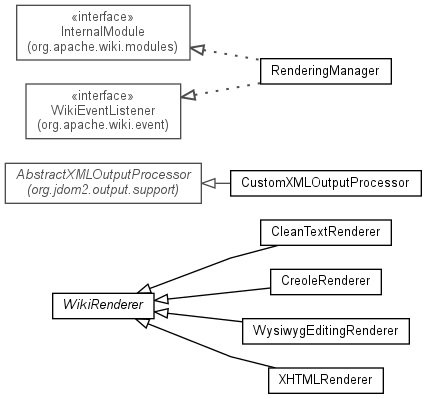 «interface»
InternalModule
(org.apache.wiki.modules)
RenderingManager
«interface»
WikiEventListener
(org.apache.wiki.event)
AbstractXMLOutputProcessor
(org.jdom2.output.support)
CustomXMLOutputProcessor
CleanTextRenderer
CreoleRenderer
WikiRenderer
WysiwygEditingRenderer
XHTMLRenderer